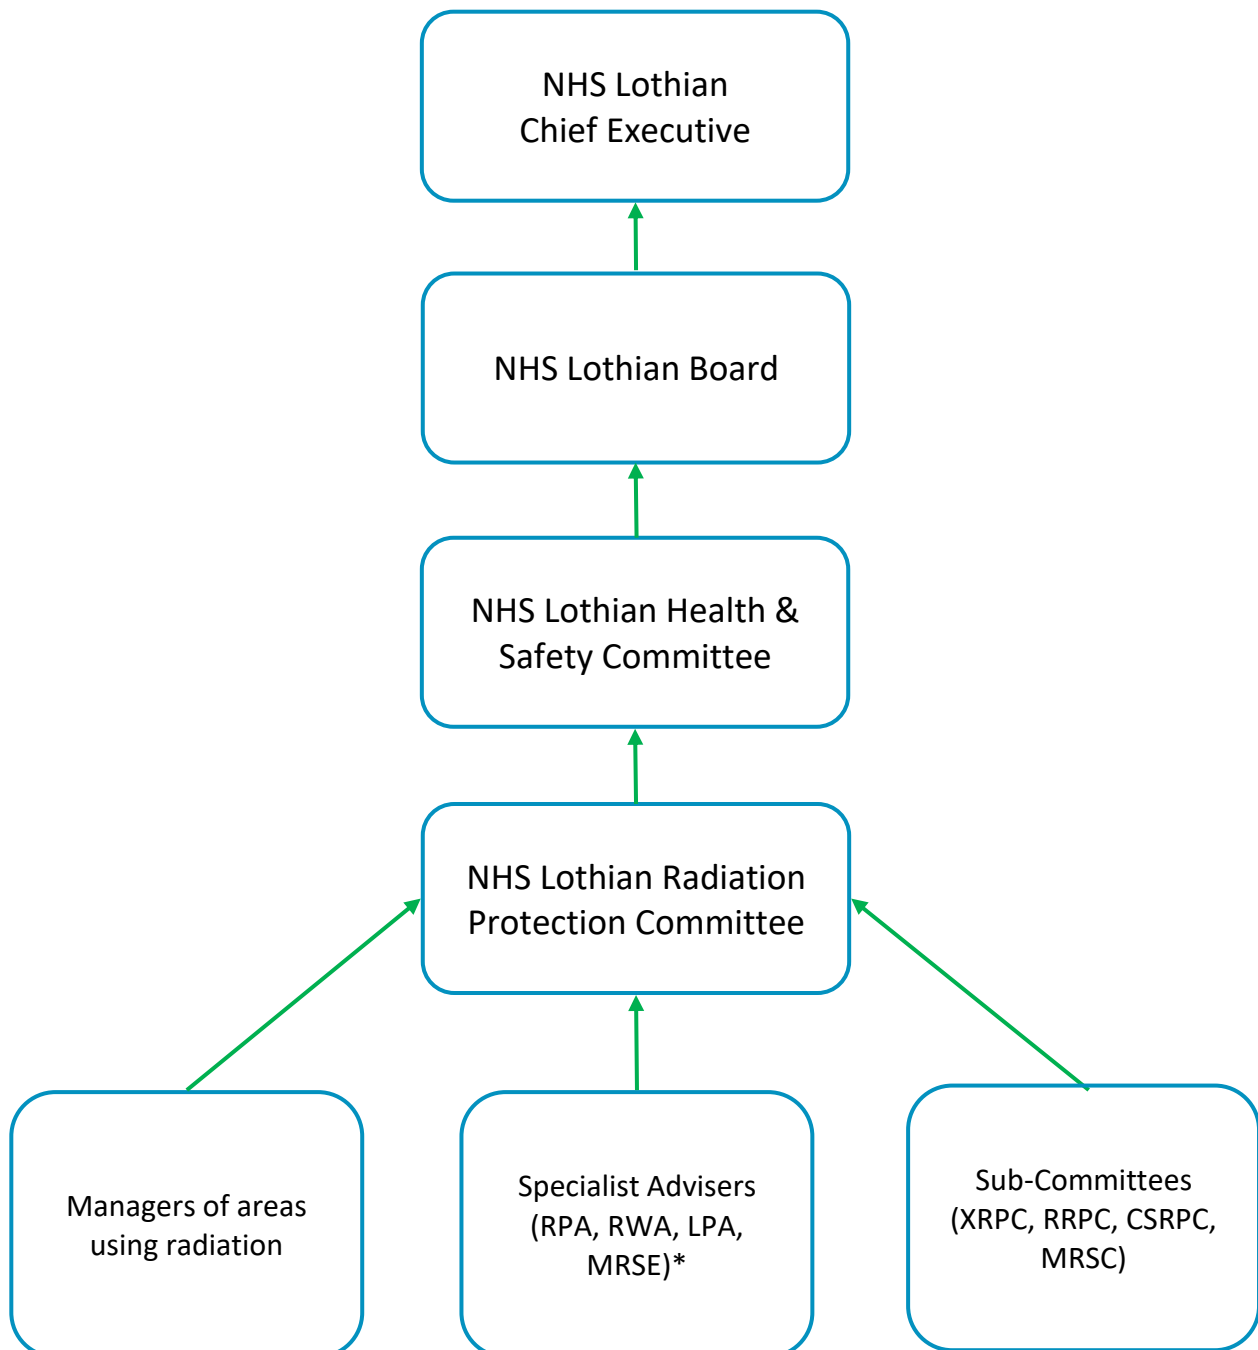 NHS Lothian
Chief Executive
NHS Lothian Board
NHS Lothian Health &
Safety Committee
NHS Lothian Radiation
Protection Committee
Managers of areas
using radiation
Specialist Advisers
(RPA, RWA, LPA,
MRSE)*
Sub-Committees
(XRPC, RRPC, CSRPC,
MRSC)